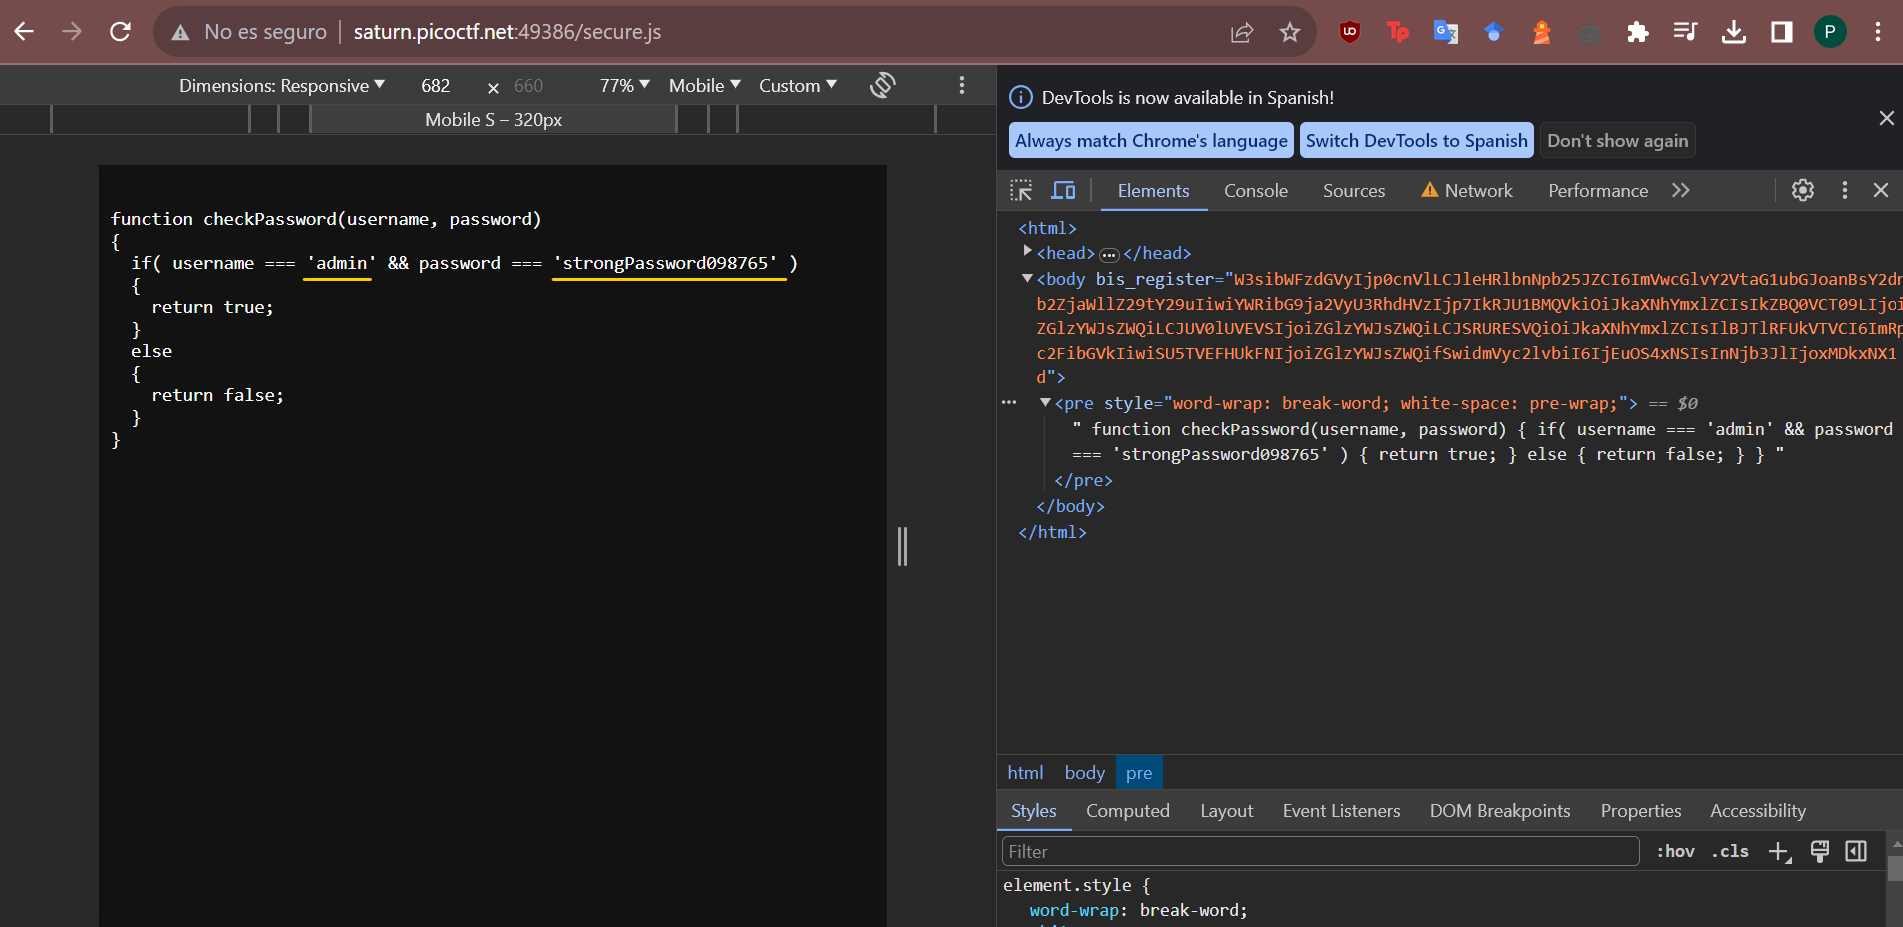 No es seguro | saturn.picoctf.net:49386/secure.js
uo Tp G P
Dimensions: Responsive ▼ 682 × 660 77% ▼ Mobile ▼ Custom ▼
Mobile S – 320px
function checkPassword(username, password)
{
  if( username === 'admin' && password === 'strongPassword098765' )
  {
    return true;
  }
  else
  {
    return false;
  }
}
DevTools is now available in Spanish!
Always match Chrome's language Switch DevTools to Spanish Don't show again
Elements Console Sources Network Performance »
<html>
▶<head>…</head>
▼<body bis_register="W3sibWFzdGVyIjp0cnVlLCJleHRlbnNpb25JZCI6ImVwcGlvY2VtaG1ubGJoanBsY2dr
b2ZjaWllZ29tY29uIiwiYWRibG9ja2VyU3RhdHVzIjp7IkRJU1BMQVkiOiJkaXNhYmxlZCIsIkZBQ0VCT09LIjoi
ZGlzYWJsZWQiLCJUV0lUVEVSIjoiZGlzYWJsZWQiLCJSRURESVQiOiJkaXNhYmxlZCIsIlBJTlRFUkVTVCI6ImRp
c2FibGVkIiwiSU5TVEFHUkFNIjoiZGlzYWJsZWQifSwidmVyc2lvbiI6IjEuOS4xNSIsInNjb3JlIjoxMDkxNX1
d">
… ▼<pre style="word-wrap: break-word; white-space: pre-wrap;"> == $0
" function checkPassword(username, password) { if( username === 'admin' && password
=== 'strongPassword098765' ) { return true; } else { return false; } } "
</pre>
</body>
</html>
html body pre
Styles Computed Layout Event Listeners DOM Breakpoints Properties Accessibility
Filter :hov .cls +
element.style {
word-wrap: break-word;